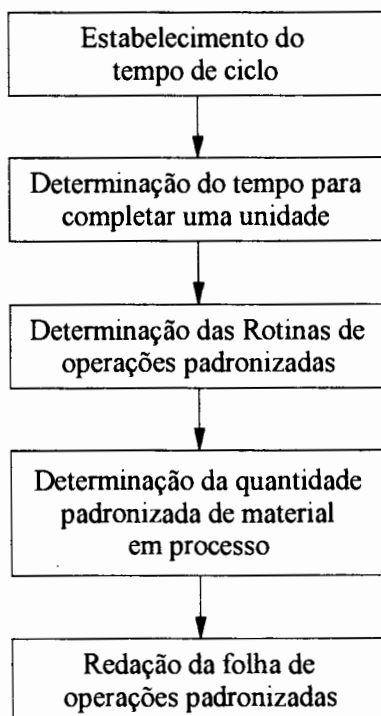 Estabelecimento do
tempo de ciclo
Determinação do tempo para
completar uma unidade
Determinação das Rotinas de
operações padronizadas
Determinação da quantidade
padronizada de material
em processo
Redação da folha de
operações padronizadas